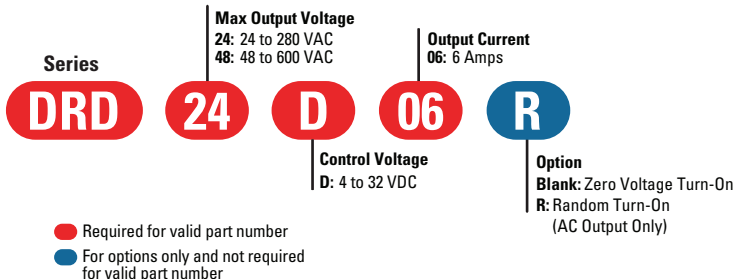 Max Output Voltage
24: 24 to 280 VAC
48: 48 to 600 VAC
Output Current
06: 6 Amps
Series
DRD 24 D 06 R
Control Voltage
D: 4 to 32 VDC
Option
Blank: Zero Voltage Turn-On
R: Random Turn-On
(AC Output Only)
Required for valid part number
For options only and not required
for valid part number